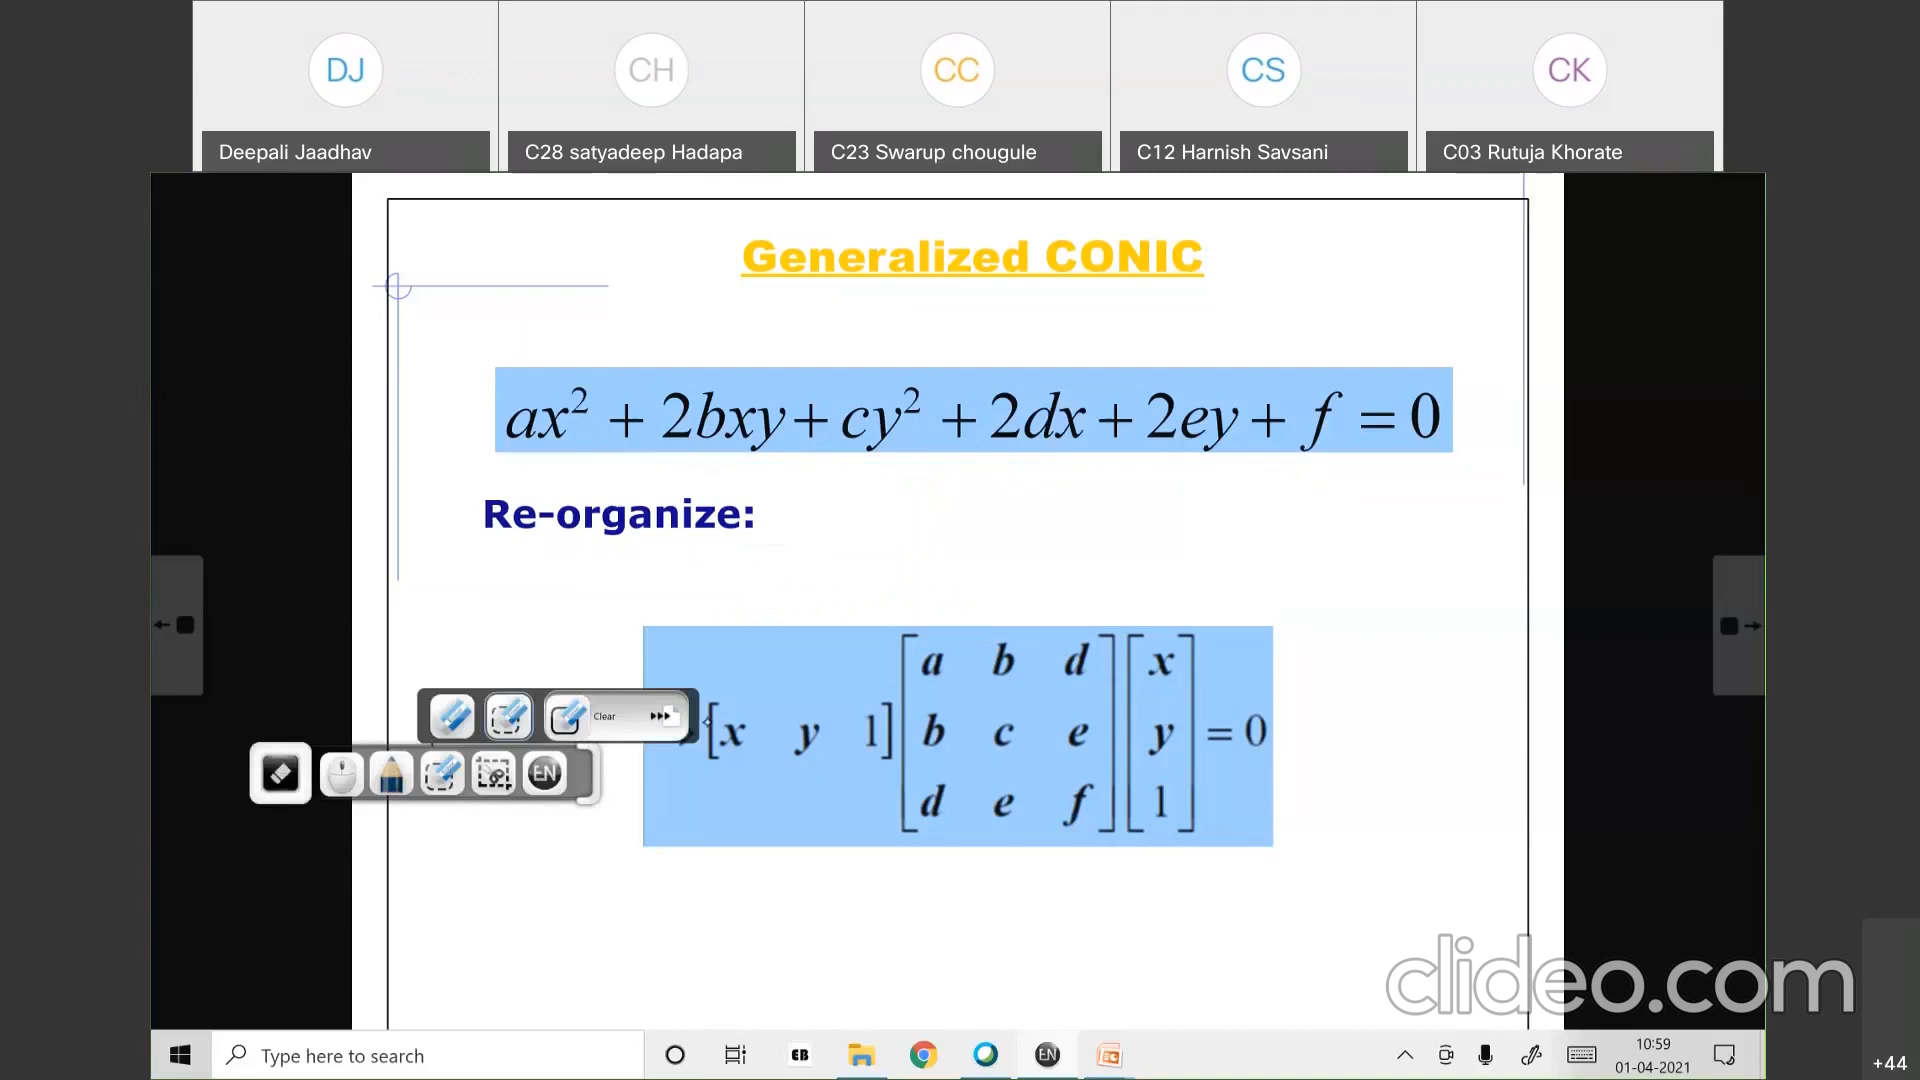 DJ
CH
CC
CS
CK
Deepali Jaadhav
C28 satyadeep Hadapa
C23 Swarup chougule
C12 Harnish Savsani
C03 Rutuja Khorate
Generalized CONIC
ax² + 2bxy + cy² + 2dx + 2ey + f = 0
Re-organize:
a b d x
[x y 1] b c e y = 0
d e f 1
Clear
EN
clideo.com
Type here to search
EB
EN
10:59
01-04-2021
+44